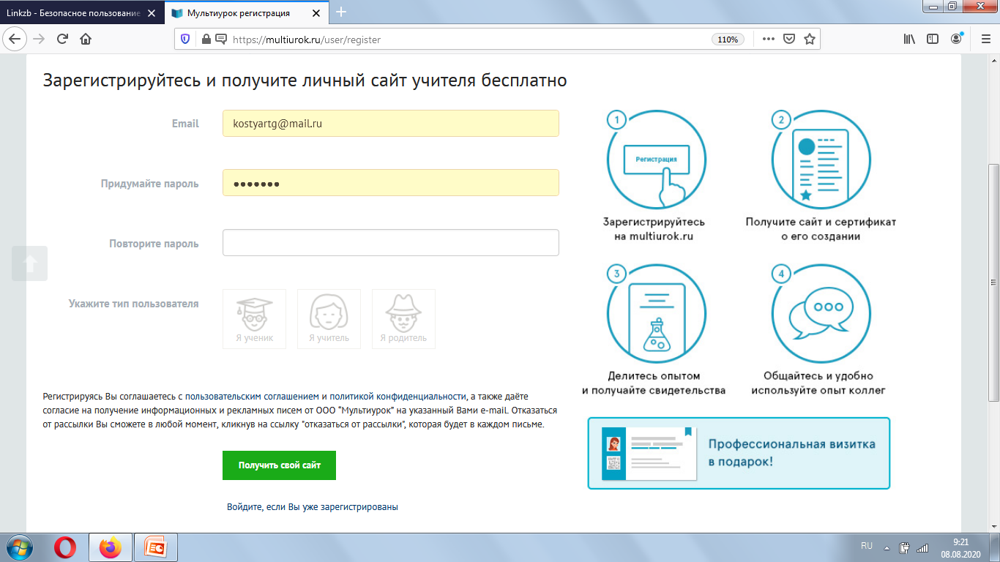 Linkzb - Безопасное пользование
Мультиурок регистрация
https://multiurok.ru/user/register
110%
Зарегистрируйтесь и получите личный сайт учителя бесплатно
Email
kostyartg@mail.ru
Придумайте пароль
•••••••
Повторите пароль
Укажите тип пользователя
Я ученик
Я учитель
Я родитель
Регистрируясь Вы соглашаетесь с пользовательским соглашением и политикой конфиденциальности, а также даёте
согласие на получение информационных и рекламных писем от ООО “Мультиурок” на указанный Вами e-mail. Отказаться
от рассылки Вы сможете в любой момент, кликнув на ссылку "отказаться от рассылки", которая будет в каждом письме.
Получить свой сайт
Войдите, если Вы уже зарегистрированы
1
Регистрация
Зарегистрируйтесь
на multiurok.ru
2
Получите сайт и сертификат
о его создании
3
Делитесь опытом
и получайте свидетельства
4
Общайтесь и удобно
используйте опыт коллег
Профессиональная визитка
в подарок!
RU
9:21
08.08.2020